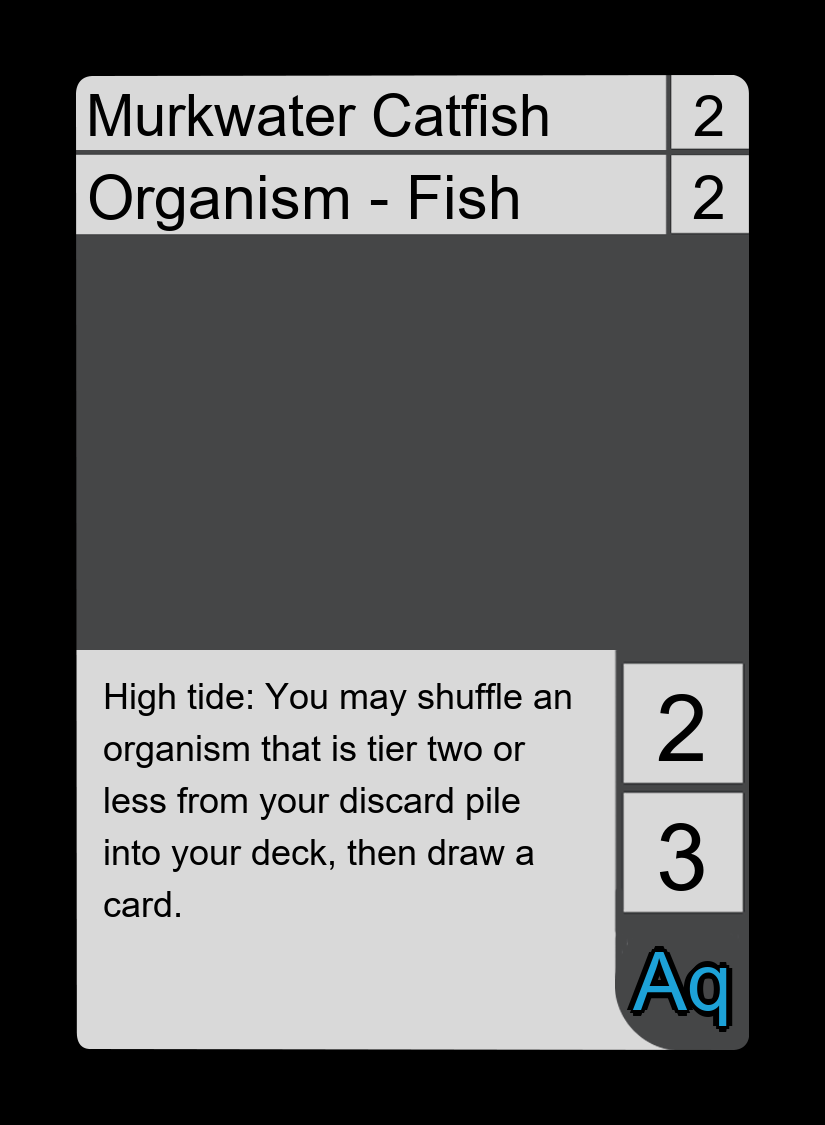 Murkwater Catfish 2
Organism - Fish 2
High tide: You may shuffle an
organism that is tier two or
less from your discard pile
into your deck, then draw a
card.
2
3
Aq